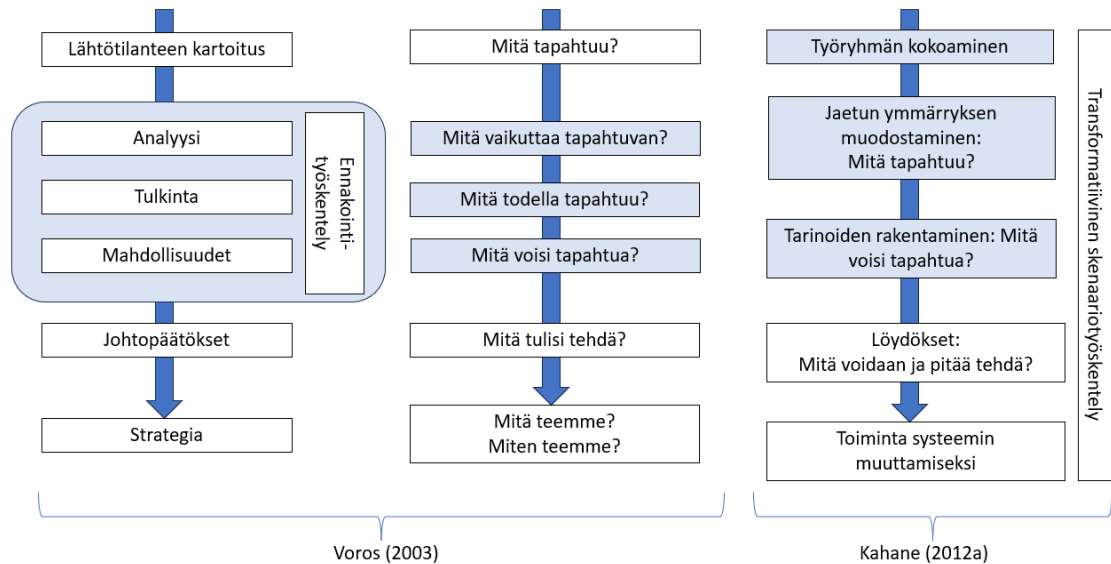 Lähtötilanteen kartoitus
Analyysi
Tulkinta
Mahdollisuudet
Ennakointi-
työskentely
Johtopäätökset
Strategia
Mitä tapahtuu?
Mitä vaikuttaa tapahtuvan?
Mitä todella tapahtuu?
Mitä voisi tapahtua?
Mitä tulisi tehdä?
Mitä teemme?
Miten teemme?
Voros (2003)
Työryhmän kokoaminen
Jaetun ymmärryksen
muodostaminen:
Mitä tapahtuu?
Tarinoiden rakentaminen: Mitä
voisi tapahtua?
Löydökset:
Mitä voidaan ja pitää tehdä?
Toiminta systeemin
muuttamiseksi
Transformatiivinen skenaariotyöskentely
Kahane (2012a)